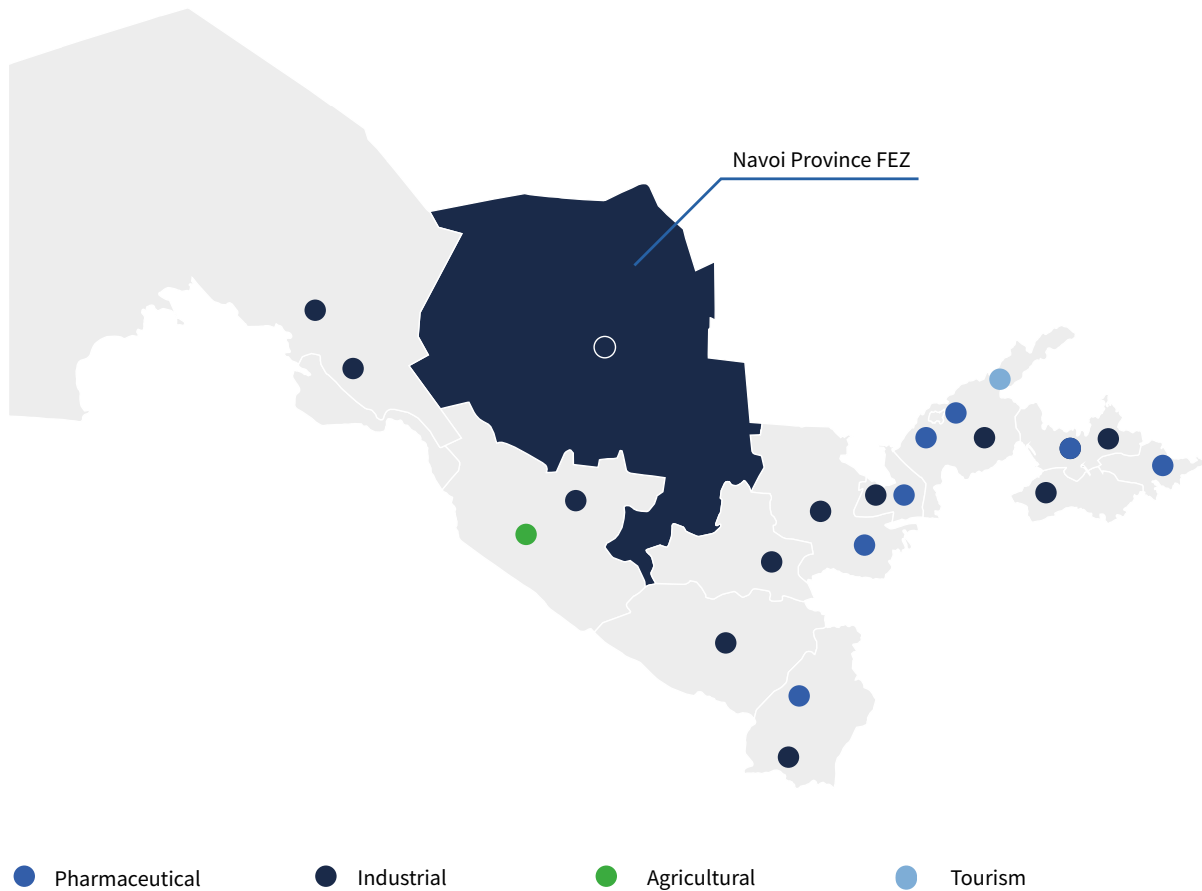 Navoi Province FEZ
Pharmaceutical
Industrial
Agricultural
Tourism